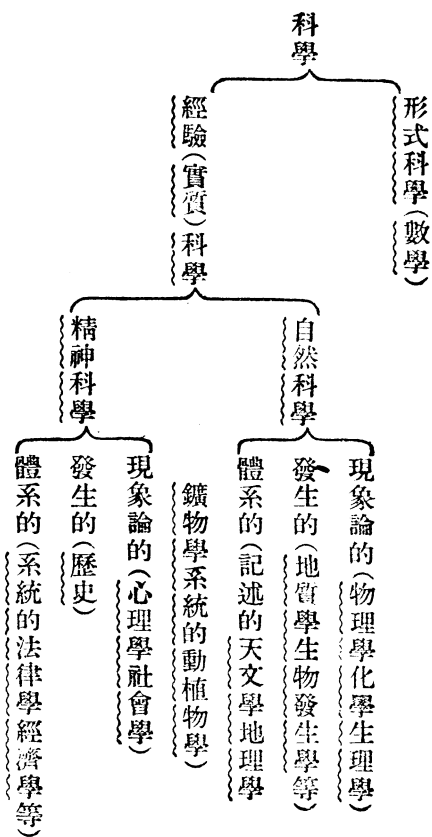 科學
形式科學(數學)
經驗(實質)科學
自然科學
現象論的(物理學化學生理學)
發生的(地質學生物發生學等)
體系的(記述的天文學地理學
鑛物學系統的動植物學)
精神科學
現象論的(心理學社會學)
發生的(歷史)
體系的(系統的法律學經濟學等)